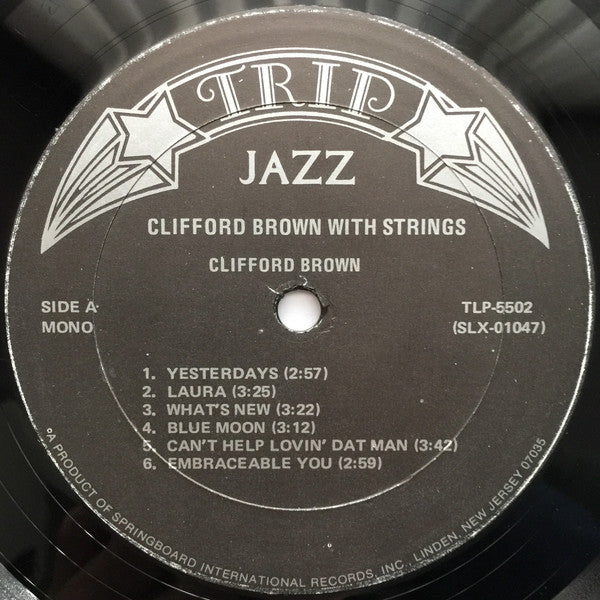 TRIP
JAZZ
CLIFFORD BROWN WITH STRINGS
CLIFFORD BROWN
SIDE A
MONO
TLP-5502
(SLX-01047)
1. YESTERDAYS (2:57)
2. LAURA (3:25)
3. WHAT'S NEW (3:22)
4. BLUE MOON (3:12)
5. CAN'T HELP LOVIN' DAT MAN (3:42)
6. EMBRACEABLE YOU (2:59)
°A PRODUCT OF SPRINGBOARD INTERNATIONAL RECORDS, INC. LINDEN, NEW JERSEY 07035